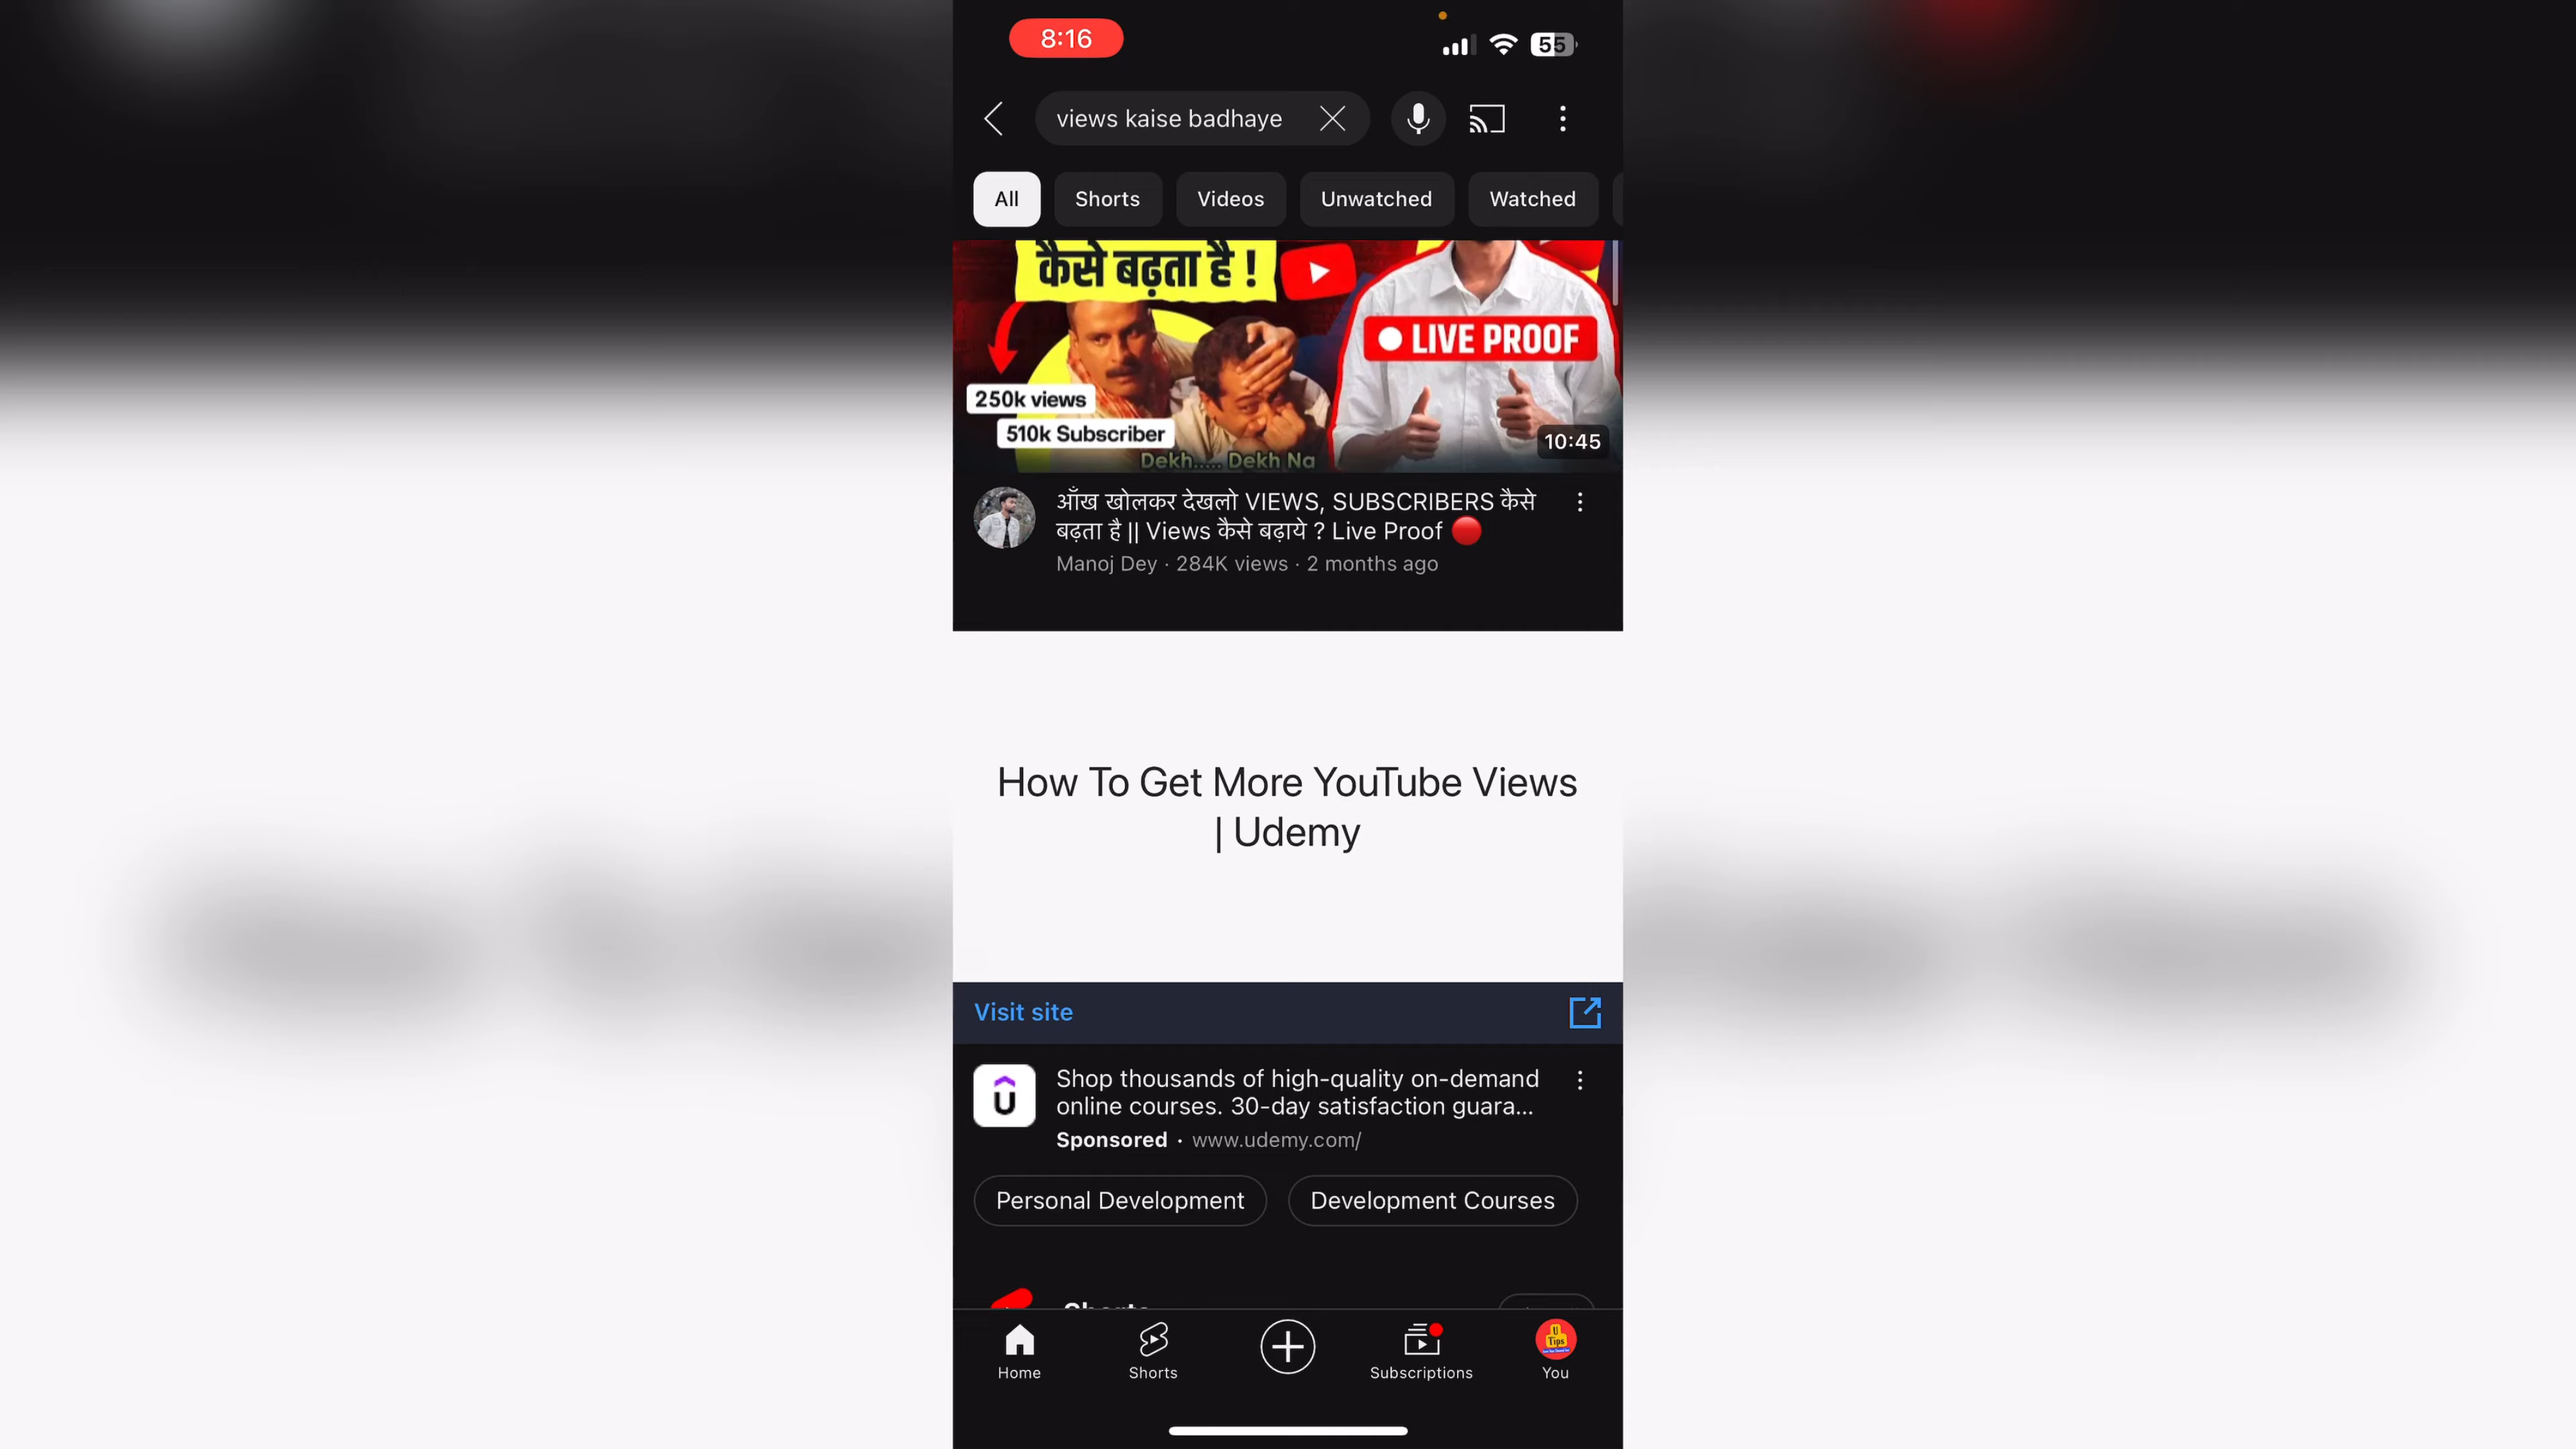 8:16
55
views kaise badhaye
All
Shorts
Videos
Unwatched
Watched
कैसे बढ़ता है !
LIVE PROOF
250k views
510k Subscriber
10:45
Dekh..... Dekh Na
आँख खोलकर देखलो VIEWS, SUBSCRIBERS कैसे
बढ़ता है || Views कैसे बढ़ाये ? Live Proof 🔴
Manoj Dey · 284K views · 2 months ago
How To Get More YouTube Views
| Udemy
Visit site
Shop thousands of high-quality on-demand
online courses. 30-day satisfaction guara...
Sponsored · www.udemy.com/
Personal Development
Development Courses
Shorts
Home
Shorts
Subscriptions
U
Tips
You